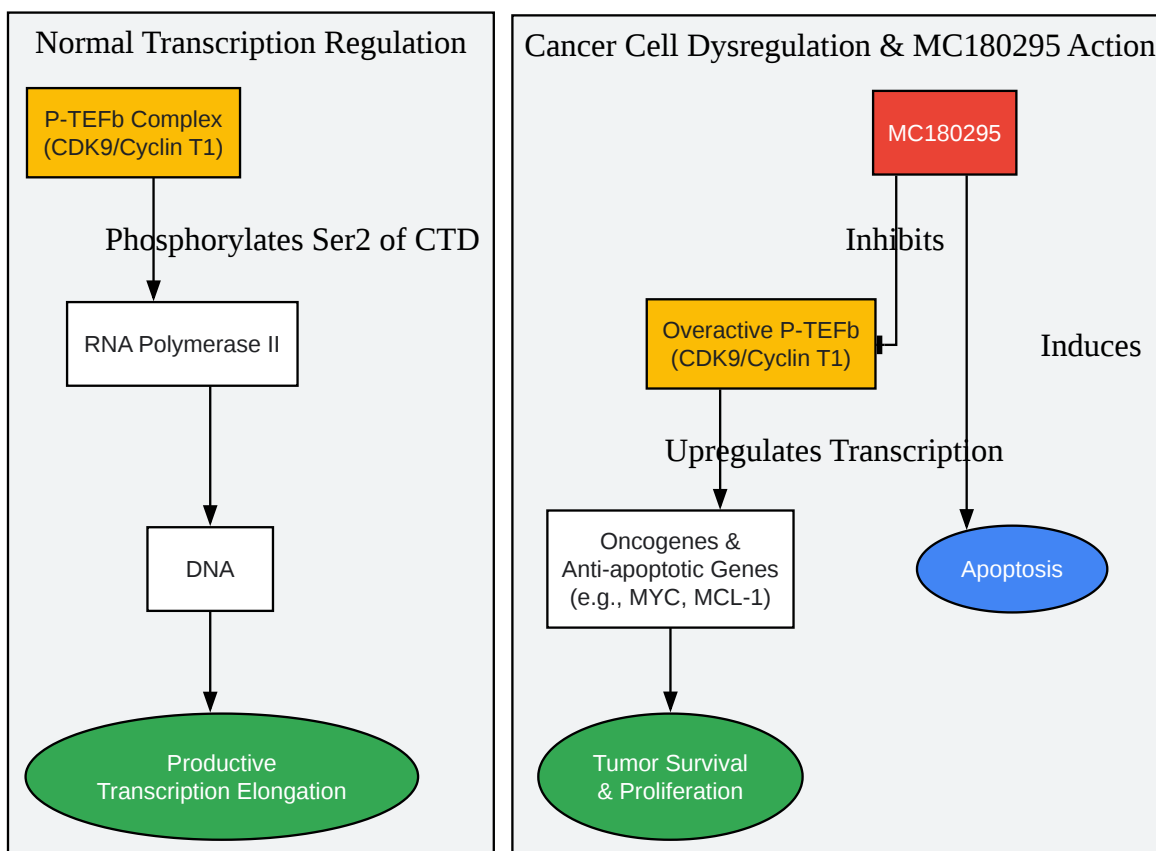 Normal Transcription Regulation
P-TEFb Complex
(CDK9/Cyclin T1)
Phosphorylates Ser2 of CTD
RNA Polymerase II
DNA
Productive
Transcription Elongation
Cancer Cell Dysregulation & MC180295 Action
MC180295
Inhibits
Overactive P-TEFb
(CDK9/Cyclin T1)
Induces
Upregulates Transcription
Oncogenes &
Anti-apoptotic Genes
(e.g., MYC, MCL-1)
Apoptosis
Tumor Survival
& Proliferation